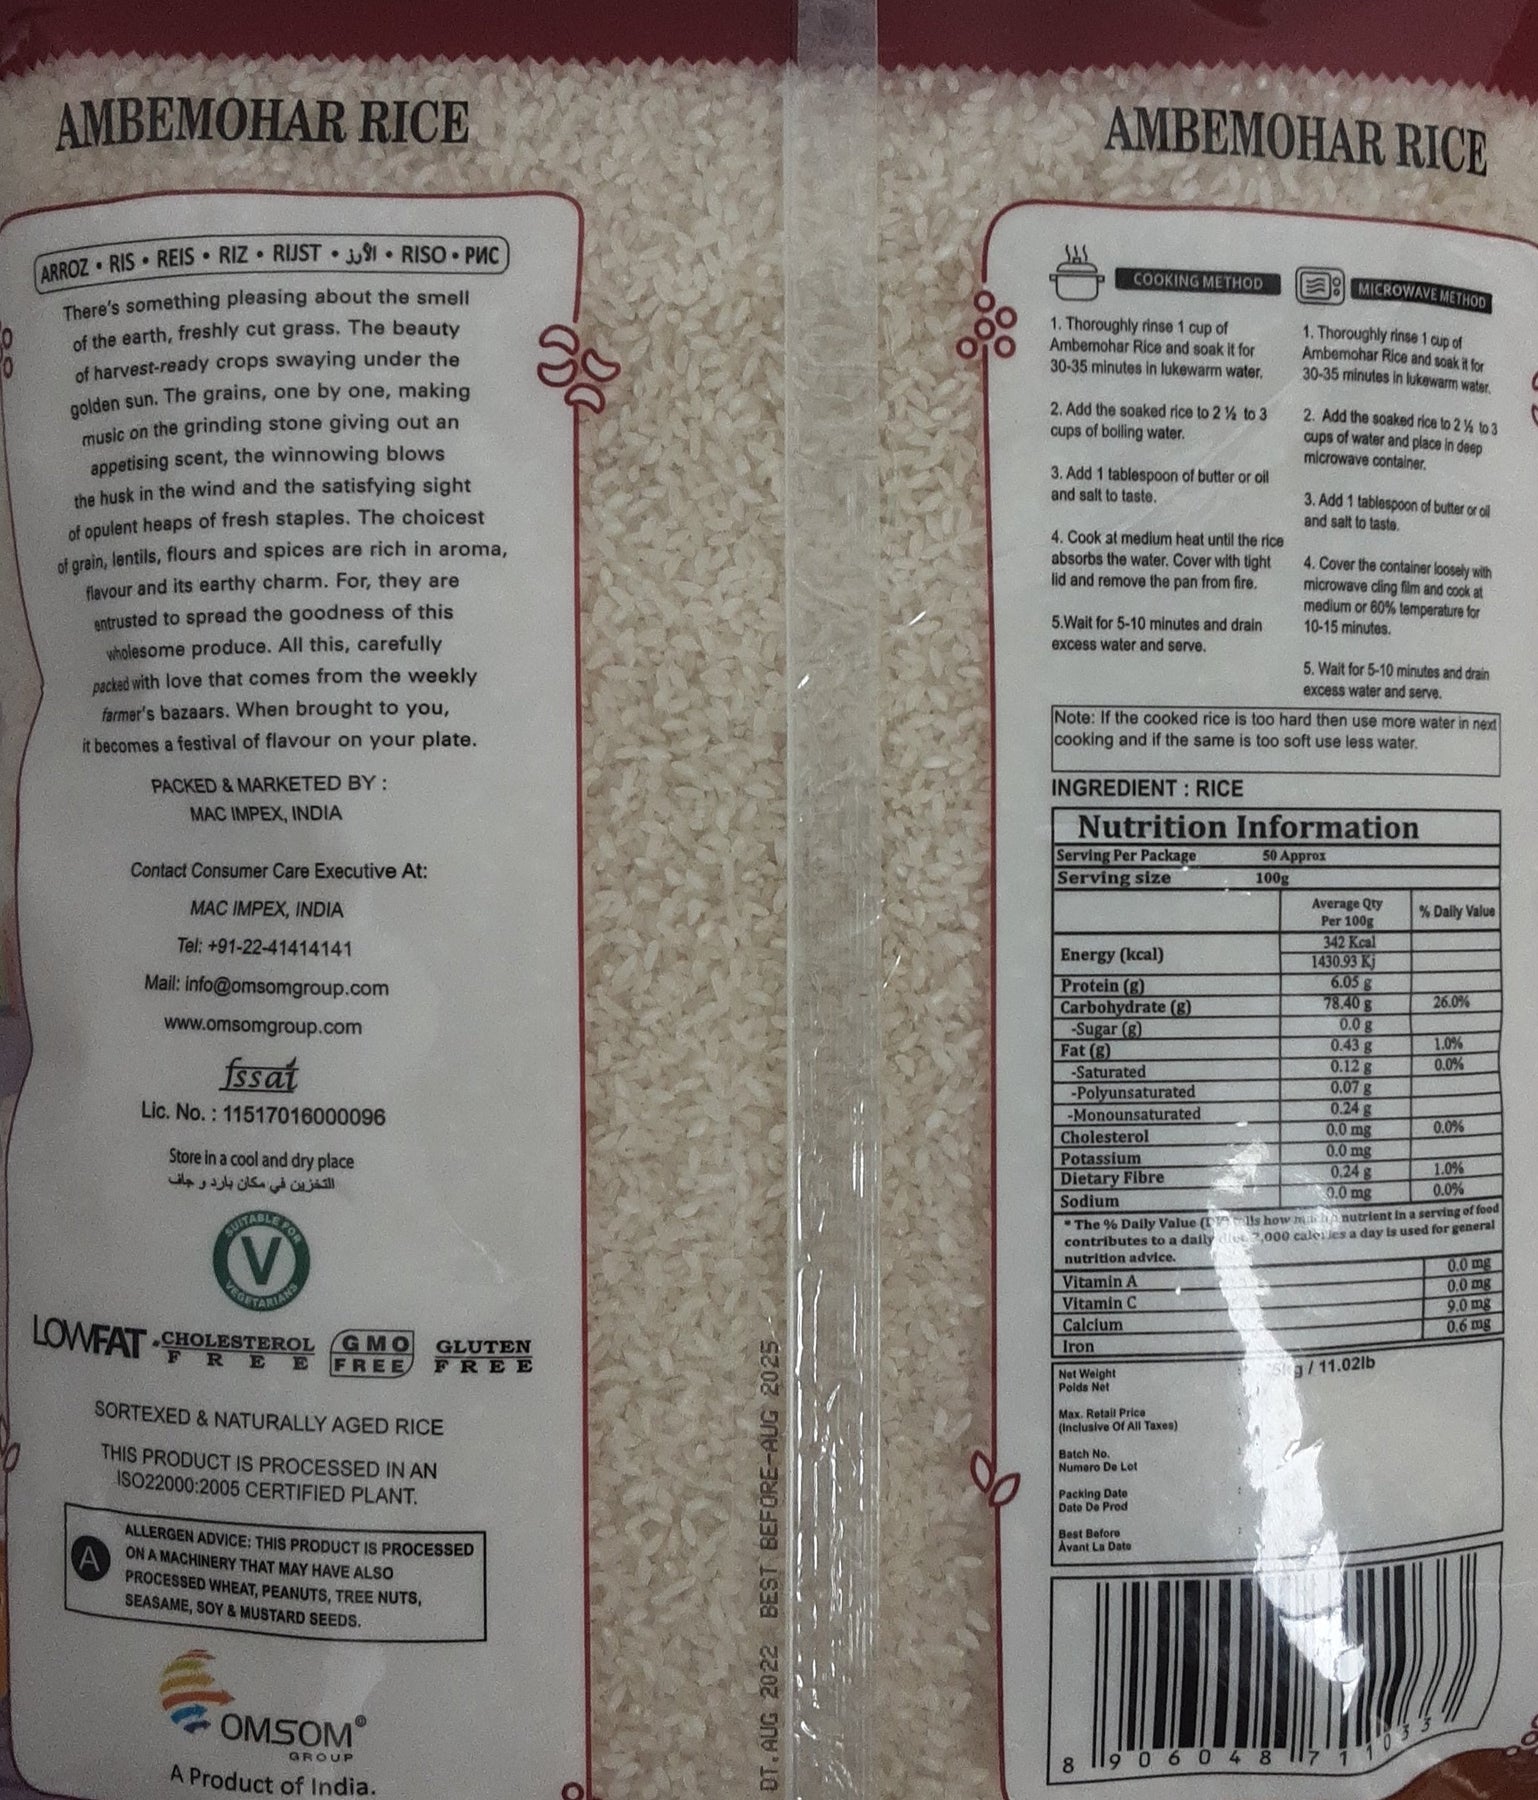 AMBEMOHAR RICE
ARROZ • RIS • REIS • RIZ • RIJST • الأرز • RISO • РИС
There's something pleasing about the smell
of the earth, freshly cut grass. The beauty
of harvest-ready crops swaying under the
golden sun. The grains, one by one, making
music on the grinding stone giving out an
appetising scent, the winnowing blows
the husk in the wind and the satisfying sight
of opulent heaps of fresh staples. The choicest
of grain, lentils, flours and spices are rich in aroma,
flavour and its earthy charm. For, they are
entrusted to spread the goodness of this
wholesome produce. All this, carefully
packed with love that comes from the weekly
farmer's bazaars. When brought to you,
it becomes a festival of flavour on your plate.
PACKED & MARKETED BY :
MAC IMPEX, INDIA
Contact Consumer Care Executive At:
MAC IMPEX, INDIA
Tel: +91-22-41414141
Mail: info@omsomgroup.com
www.omsomgroup.com
fssai
Lic. No. : 11517016000096
Store in a cool and dry place
التخزين في مكان بارد و جاف
SUITABLE FOR
V
VEGETARIANS
LOWFAT • CHOLESTEROL FREE GMO FREE GLUTEN FREE
SORTEXED & NATURALLY AGED RICE
THIS PRODUCT IS PROCESSED IN AN
ISO22000:2005 CERTIFIED PLANT.
A
ALLERGEN ADVICE: THIS PRODUCT IS PROCESSED
ON A MACHINERY THAT MAY HAVE ALSO
PROCESSED WHEAT, PEANUTS, TREE NUTS,
SEASAME, SOY & MUSTARD SEEDS.
OMSOM®
GROUP
A Product of India.
DT.AUG 2022 BEST BEFORE-AUG 2025
AMBEMOHAR RICE
COOKING METHOD
1. Thoroughly rinse 1 cup of
Ambemohar Rice and soak it for
30-35 minutes in lukewarm water.
2. Add the soaked rice to 2 ½ to 3
cups of boiling water.
3. Add 1 tablespoon of butter or oil
and salt to taste.
4. Cook at medium heat until the rice
absorbs the water. Cover with tight
lid and remove the pan from fire.
5.Wait for 5-10 minutes and drain
excess water and serve.
MICROWAVE METHOD
1. Thoroughly rinse 1 cup of
Ambemohar Rice and soak it for
30-35 minutes in lukewarm water.
2. Add the soaked rice to 2 ½ to 3
cups of water and place in deep
microwave container.
3. Add 1 tablespoon of butter or oil
and salt to taste.
4. Cover the container loosely with
microwave cling film and cook at
medium or 60% temperature for
10-15 minutes.
5. Wait for 5-10 minutes and drain
excess water and serve.
Note: If the cooked rice is too hard then use more water in next
cooking and if the same is too soft use less water.
INGREDIENT : RICE
Nutrition Information
Serving Per Package 50 Approx
Serving size 100g
Average Qty Per 100g % Daily Value
Energy (kcal) 342 Kcal
1430.93 Kj
Protein (g) 6.05 g
Carbohydrate (g) 78.40 g 26.0%
-Sugar (g) 0.0 g
Fat (g) 0.43 g 1.0%
-Saturated 0.12 g 0.0%
-Polyunsaturated 0.07 g
-Monounsaturated 0.24 g
Cholesterol 0.0 mg 0.0%
Potassium 0.0 mg
Dietary Fibre 0.24 g 1.0%
Sodium 0.0 mg 0.0%
* The % Daily Value how nutrient in a serving of food
contributes to a daily calories a day is used for general
nutrition advice.
Vitamin A 0.0 mg
Vitamin C 0.0 mg
Calcium 9.0 mg
Iron 0.6 mg
Net Weight / 11.02lb
Poids Net
Max. Retail Price
(Inclusive Of All Taxes)
Batch No.
Numero De Lot
Packing Date
Date De Prod
Best Before
Avant La Date
8 906048 711033